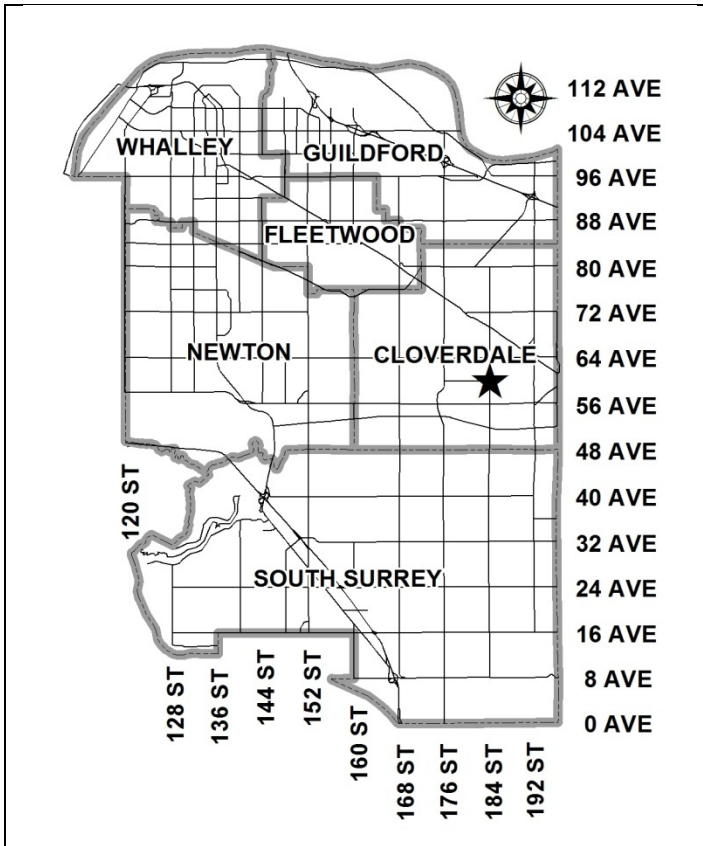 112 AVE
104 AVE
WHALLEY
GUILDFORD
96 AVE
88 AVE
FLEETWOOD
80 AVE
72 AVE
NEWTON
CLOVERDALE
64 AVE
56 AVE
48 AVE
120 ST
40 AVE
32 AVE
SOUTH SURREY
24 AVE
16 AVE
8 AVE
0 AVE
128 ST
136 ST
144 ST
152 ST
160 ST
168 ST
176 ST
184 ST
192 ST